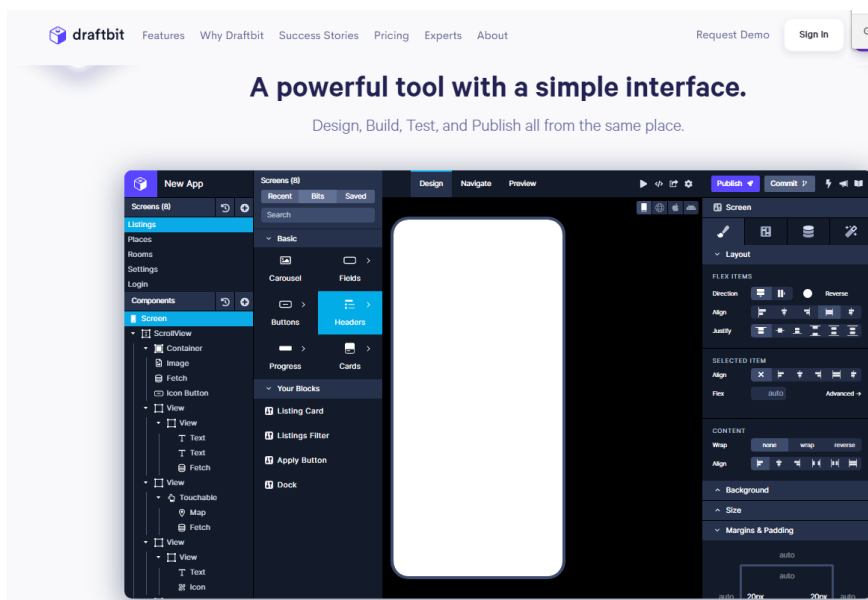 draftbit Features Why Draftbit Success Stories Pricing Experts About Request Demo Sign In
A powerful tool with a simple interface.
Design, Build, Test, and Publish all from the same place.
New App
Screens (8)
Listings
Places
Rooms
Settings
Login
Components
Screen
ScrollView
Container
Image
Fetch
Icon Button
View
View
Text
Text
Fetch
View
Touchable
Map
Fetch
View
View
Text
Icon
Screens (8)
Recent Bits Saved
Search
Basic
Carousel Fields
Buttons Headers
Progress Cards
Your Blocks
Listing Card
Listings Filter
Apply Button
Dock
Design Navigate Preview
Publish Commit
Screen
Layout
FLEX ITEMS
Direction Reverse
Align
Justify
SELECTED ITEM
Align
Flex auto Advanced →
CONTENT
Wrap none wrap reverse
Align
Background
Size
Margins & Padding
auto
auto
auto 20px 20px auto